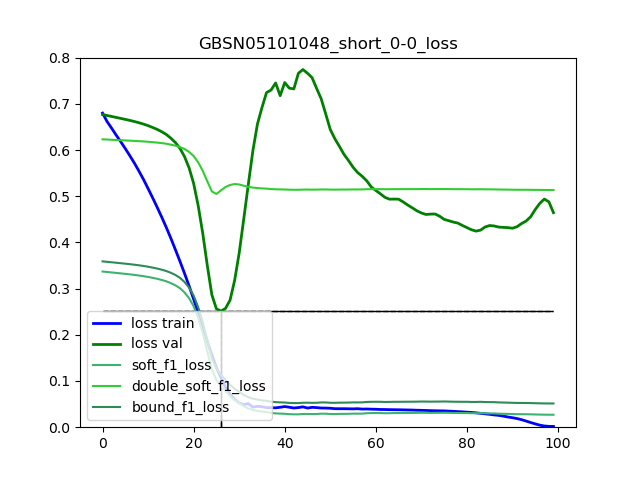 GBSN05101048_short_0-0_loss
0.8
0.7
0.6
0.5
0.4
0.3
0.2
0.1
0.0
loss train
loss val
soft_f1_loss
double_soft_f1_loss
bound_f1_loss
0 20 40 60 80 100